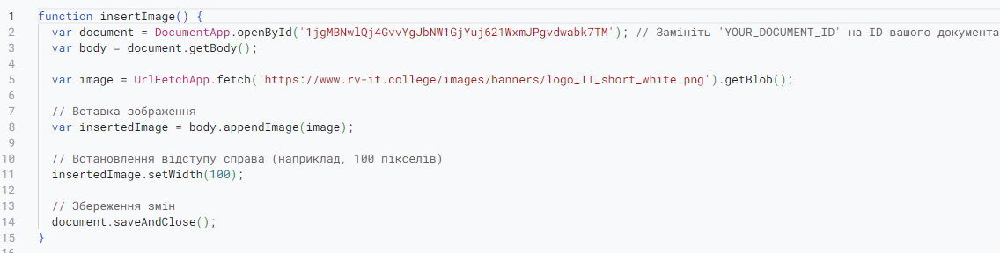 1 function insertImage() {
2 var document = DocumentApp.openById('1jgMBNwlQj4GvvYgJbNW1GjYuj621WxmJPgvdwabk7TM'); // Замініть 'YOUR_DOCUMENT_ID' на ID вашого документа
3 var body = document.getBody();
4
5 var image = UrlFetchApp.fetch('https://www.rv-it.college/images/banners/logo_IT_short_white.png').getBlob();
6
7 // Вставка зображення
8 var insertedImage = body.appendImage(image);
9
10 // Встановлення відступу справа (наприклад, 100 пікселів)
11 insertedImage.setWidth(100);
12
13 // Збереження змін
14 document.saveAndClose();
15 }
16